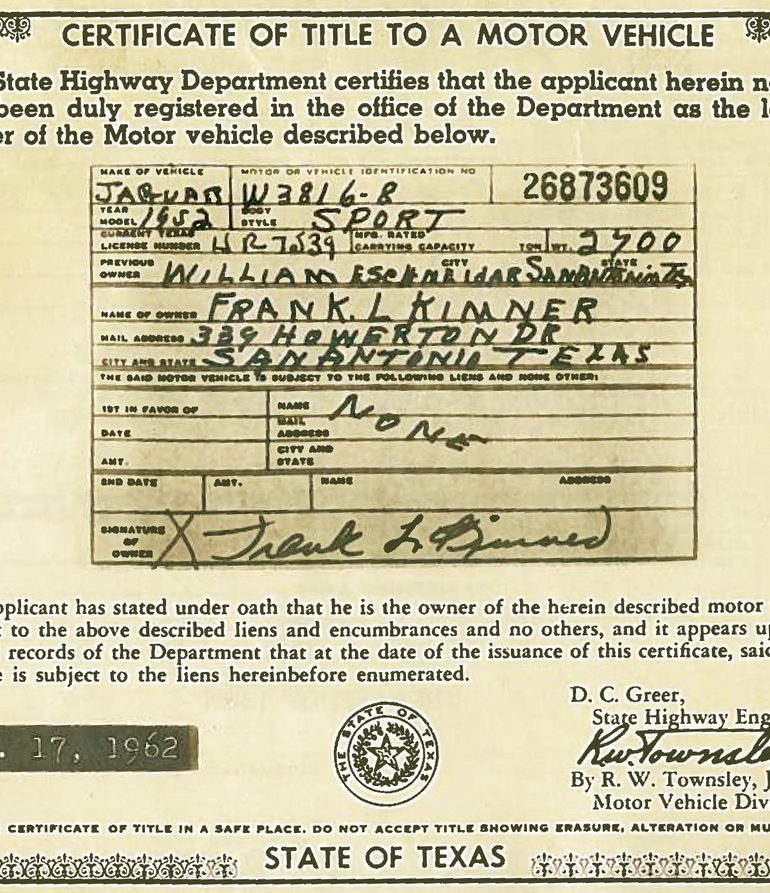 CERTIFICATE OF TITLE TO A MOTOR VEHICLE
State Highway Department certifies that the applicant herein
been duly registered in the office of the Department as the
er of the Motor vehicle described below.
MAKE OF VEHICLE MOTOR OR VEHICLE IDENTIFICATION NO
JAGUAR W3816-8 26873609
YEAR MODEL 1952 BODY STYLE SPORT
CURRENT TEXAS LICENSE NUMBER MFG. RATED CARRYING CAPACITY TON WT. 2700
PREVIOUS OWNER WILLIAM CITY STATE
NAME OF OWNER FRANK. L KIMNER
MAIL ADDRESS 339 HOWERTON DR
CITY AND STATE SAN ANTONIO TEXAS
THE SAID MOTOR VEHICLE IS SUBJECT TO THE FOLLOWING LIENS AND NONE OTHER:
1ST IN FAVOR OF NAME NONE
DATE MAIL ADDRESS
AMT. CITY AND STATE
2ND DATE AMT. NAME ADDRESS
SIGNATURE OF OWNER X Frank L
pplicant has stated under oath that he is the owner of the herein described motor
t to the above described liens and encumbrances and no others, and it appears up
records of the Department that at the date of the issuance of this certificate, said
e is subject to the liens hereinbefore enumerated.
D. C. Greer,
State Highway Eng
. 17, 1962
THE STATE OF TEXAS
R.W. Townsle
By R. W. Townsley, J
Motor Vehicle Div
CERTIFICATE OF TITLE IN A SAFE PLACE. DO NOT ACCEPT TITLE SHOWING ERASURE, ALTERATION OR MU
STATE OF TEXAS